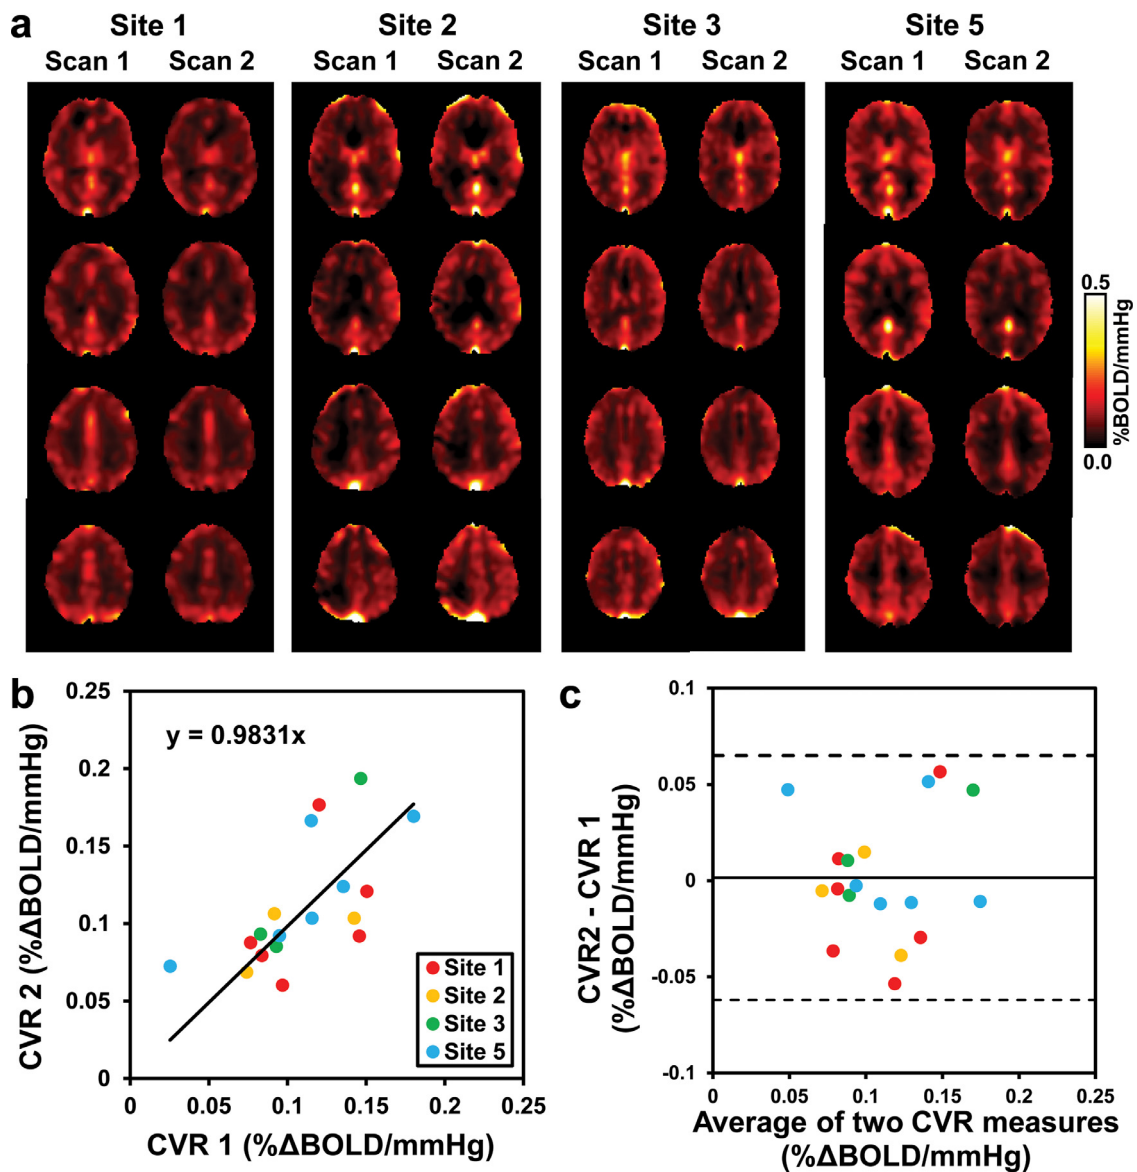 a
Site 1 Site 2 Site 3 Site 5
Scan 1 Scan 2 Scan 1 Scan 2 Scan 1 Scan 2 Scan 1 Scan 2
0.5
%BOLD/mmHg
0.0
b
0.25
0.2
0.15
0.1
0.05
0
CVR 2 (%ΔBOLD/mmHg)
y = 0.9831x
Site 1
Site 2
Site 3
Site 5
0 0.05 0.1 0.15 0.2 0.25
CVR 1 (%ΔBOLD/mmHg)
c
0.1
0.05
0
-0.05
-0.1
CVR2 - CVR 1
(%ΔBOLD/mmHg)
0 0.05 0.1 0.15 0.2 0.25
Average of two CVR measures
(%ΔBOLD/mmHg)